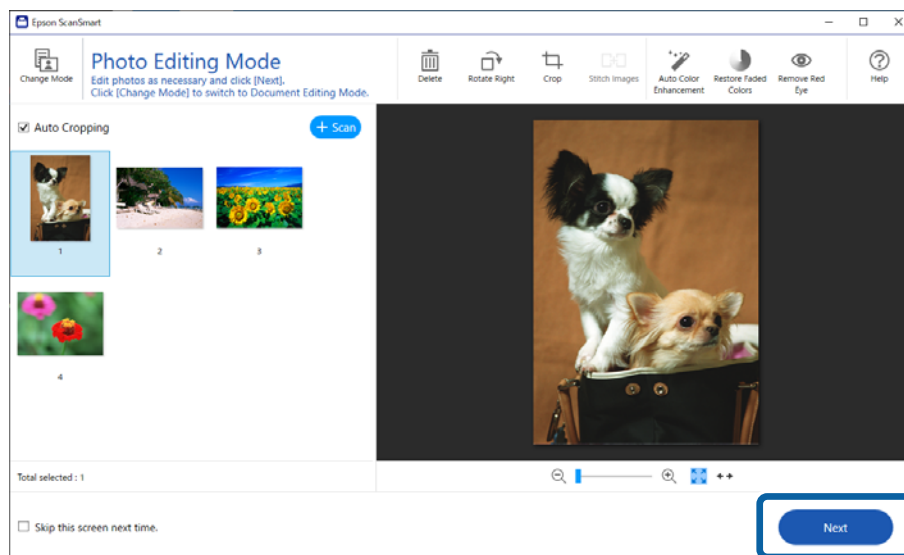 Epson ScanSmart
Change Mode
Photo Editing Mode
Edit photos as necessary and click [Next].
Click [Change Mode] to switch to Document Editing Mode.
Delete
Rotate Right
Crop
Stitch Images
Auto Color
Enhancement
Restore Faded
Colors
Remove Red
Eye
Help
Auto Cropping
+ Scan
1
2
3
4
Total selected : 1
Skip this screen next time.
Next